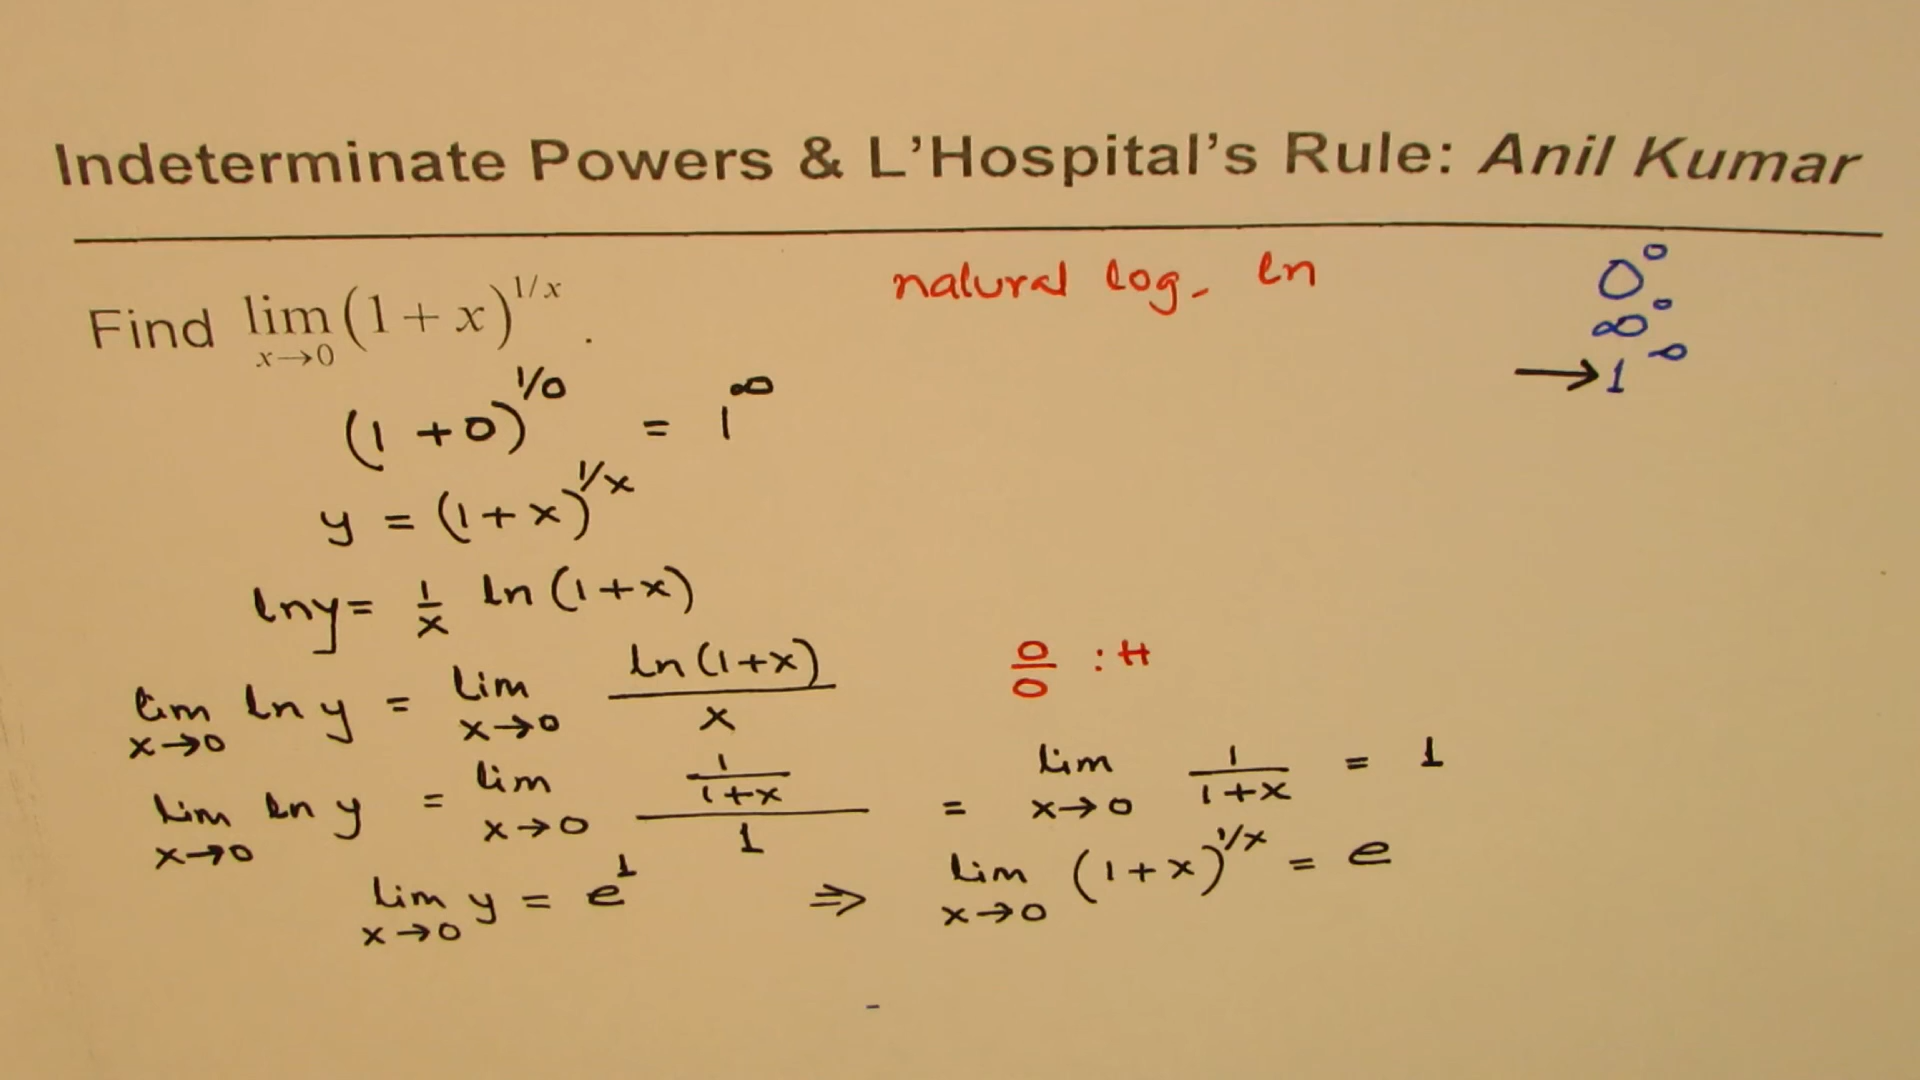 Indeterminate Powers & L'Hospital's Rule: Anil Kumar
natural log - ln
0⁰
∞⁰
→ 1^∞
Find lim x→0 (1 + x)^1/x .
(1 + 0)^1/0 = 1^∞
y = (1 + x)^1/x
ln y = 1/x ln (1 + x)
lim x→0 ln y = lim x→0 ln (1+x) / x 0/0 : H
lim x→0 ln y = lim x→0 (1/(1+x)) / 1 = lim x→0 1/(1+x) = 1
lim x→0 y = e^1 ⇒ lim x→0 (1 + x)^1/x = e